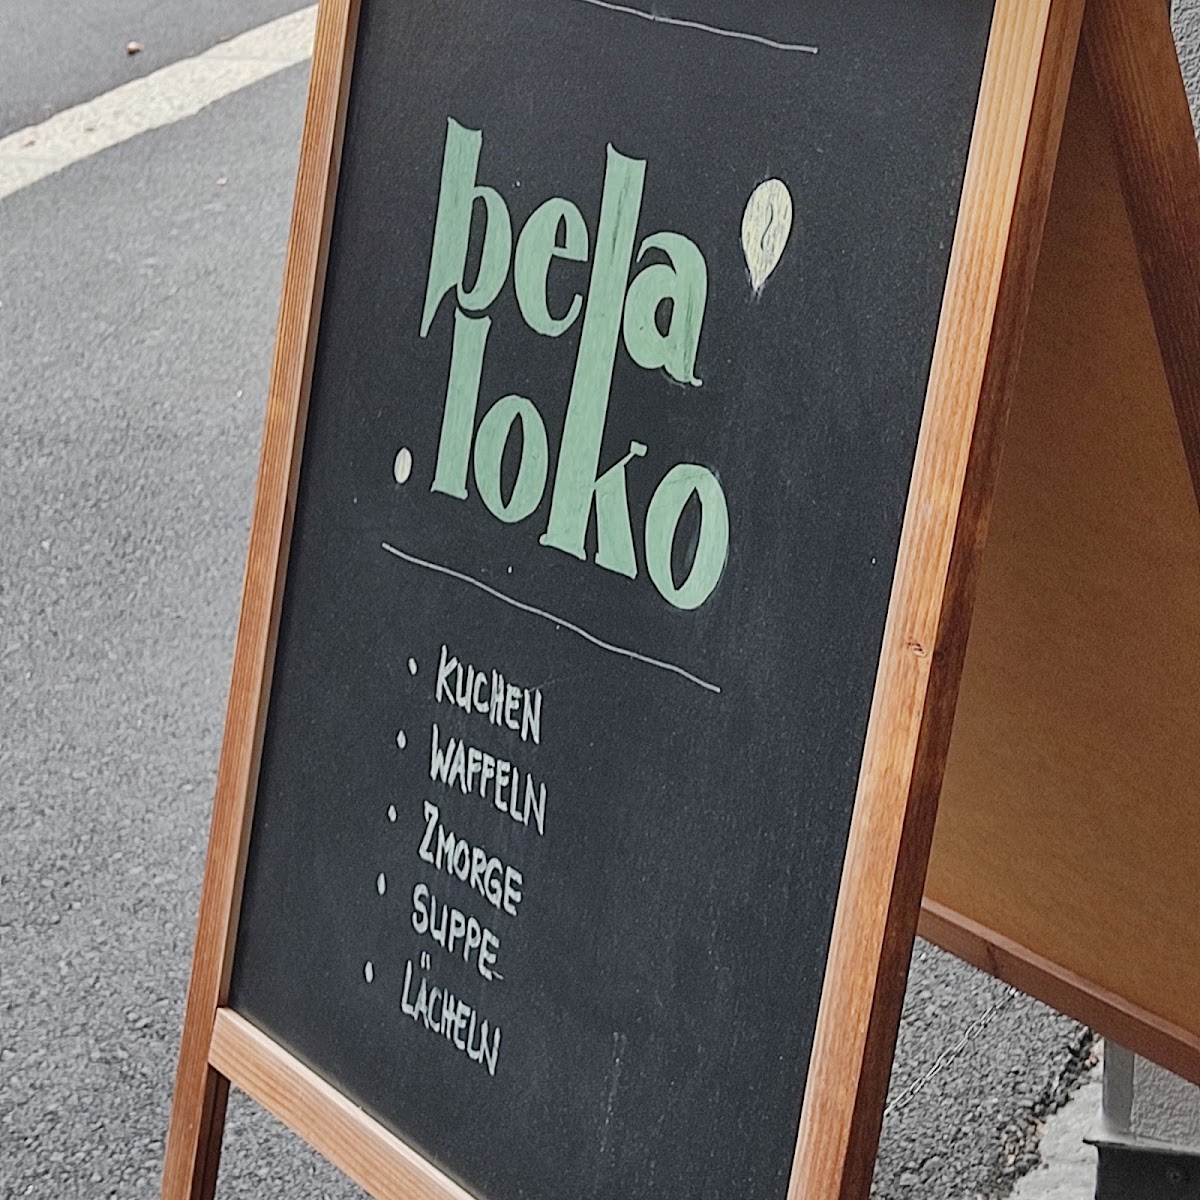 bela
.loko
• KUCHEN
• WAFFELN
• ZMORGE
• SUPPE
• LÄCHELN